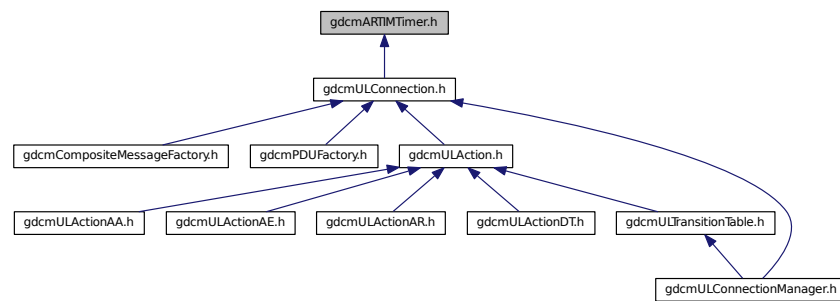 gdcmARTIMTimer.h
gdcmULConnection.h
gdcmCompositeMessageFactory.h
gdcmPDUFactory.h
gdcmULAction.h
gdcmULActionAA.h
gdcmULActionAE.h
gdcmULActionAR.h
gdcmULActionDT.h
gdcmULTransitionTable.h
gdcmULConnectionManager.h